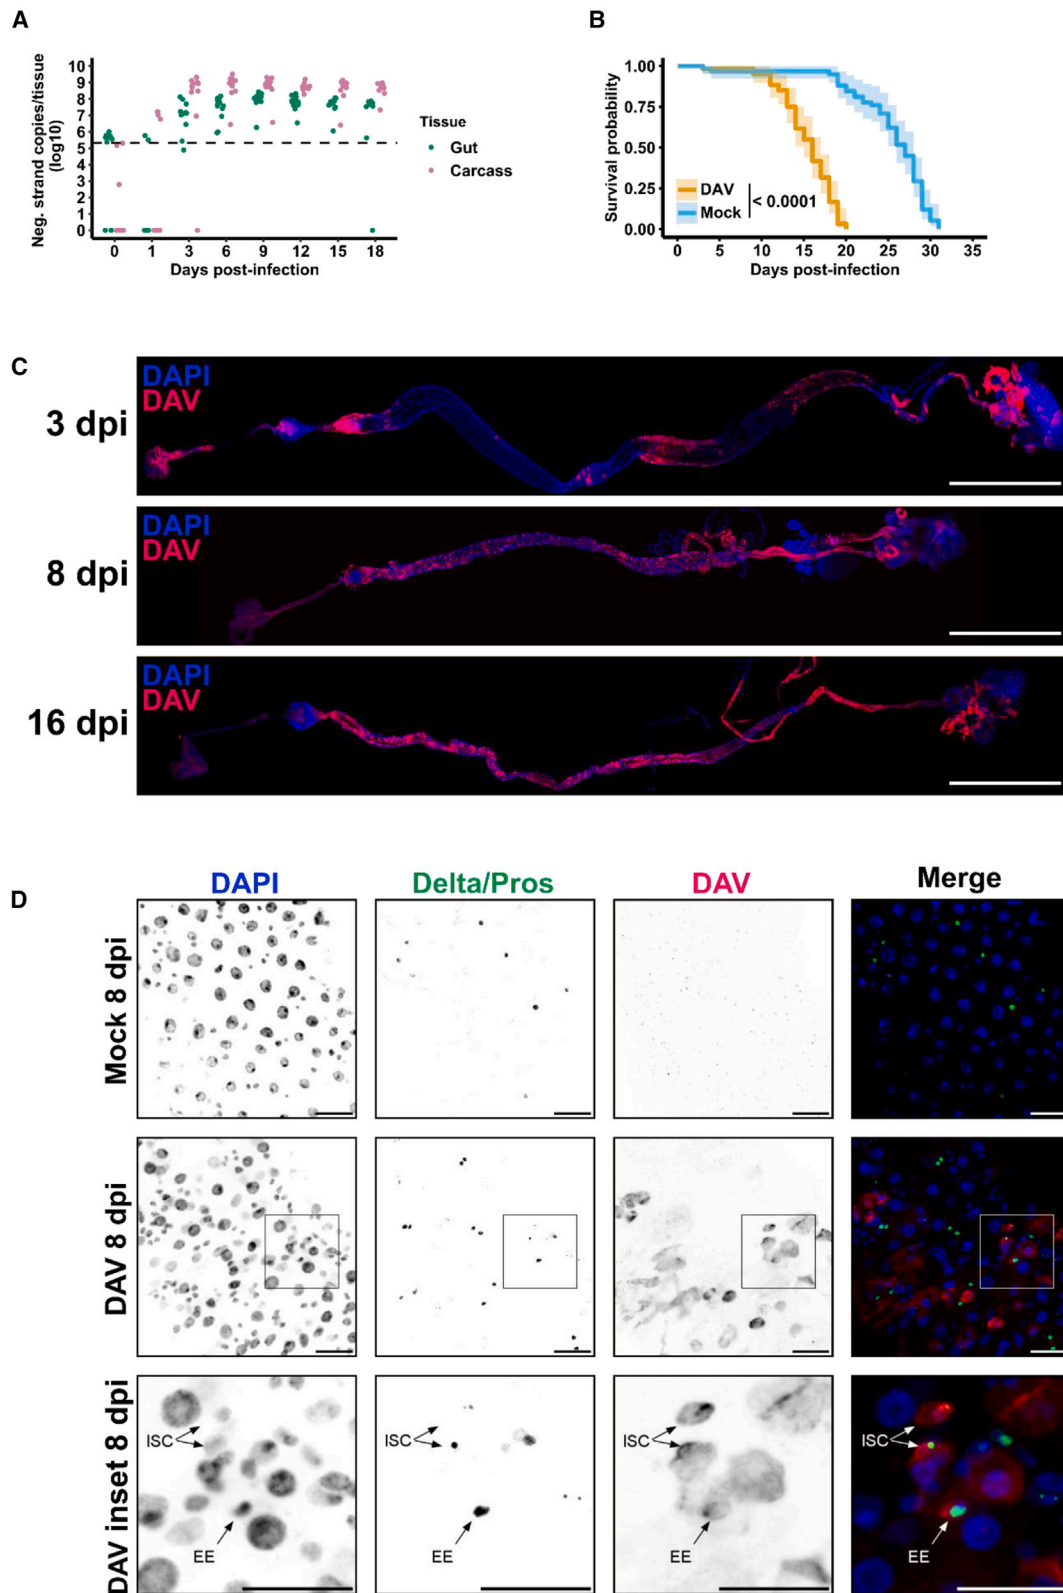 A
Neg. strand copies/tissue
(log10)
10
9
8
7
6
5
4
3
2
1
0
0 1 3 6 9 12 15 18
Days post-infection
Tissue
Gut
Carcass
B
Survival probability
1.00
0.75
0.50
0.25
0.00
DAV
Mock
< 0.0001
0 5 10 15 20 25 30 35
Days post-infection
C
3 dpi
DAPI
DAV
8 dpi
DAPI
DAV
16 dpi
DAPI
DAV
D
DAPI Delta/Pros DAV Merge
Mock 8 dpi
DAV 8 dpi
DAV inset 8 dpi
ISC ISC ISC ISC
EE EE EE EE